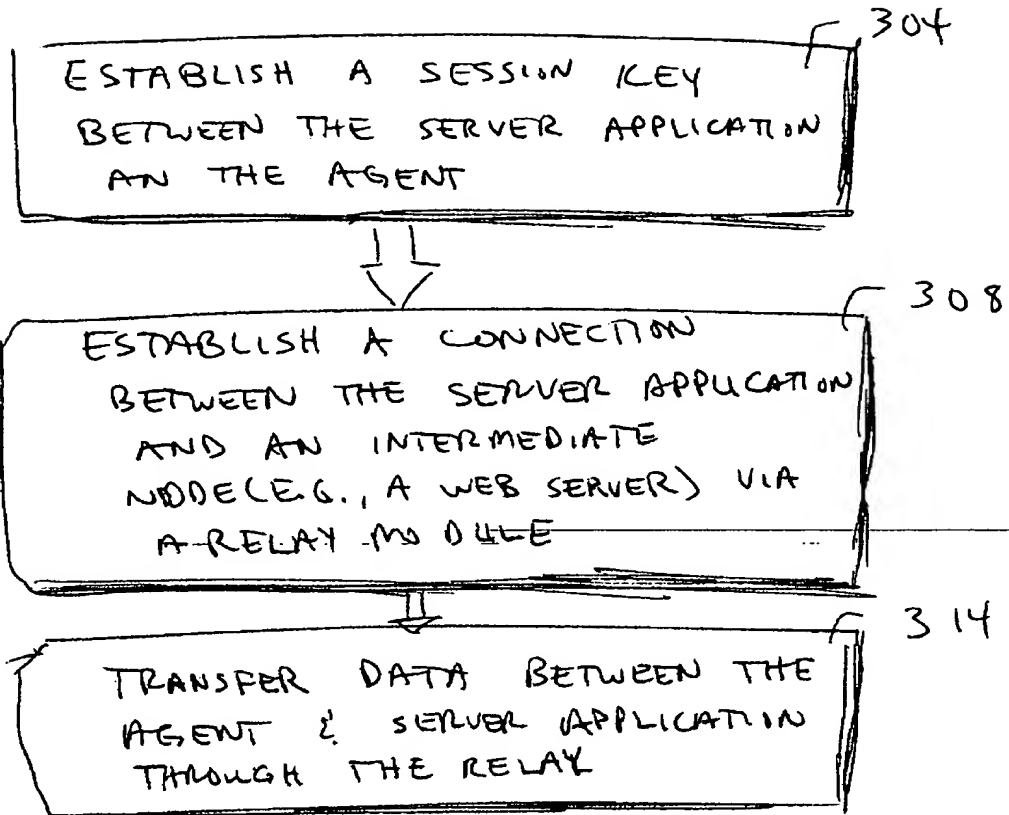 304
ESTABLISH A SESSION KEY
BETWEEN THE SERVER APPLICATION
AN THE AGENT
308
ESTABLISH A CONNECTION
BETWEEN THE SERVER APPLICATION
AND AN INTERMEDIATE
NODE (E.G., A WEB SERVER) VIA
A RELAY MODULE
314
TRANSFER DATA BETWEEN THE
AGENT & SERVER APPLICATION
THROUGH THE RELAY